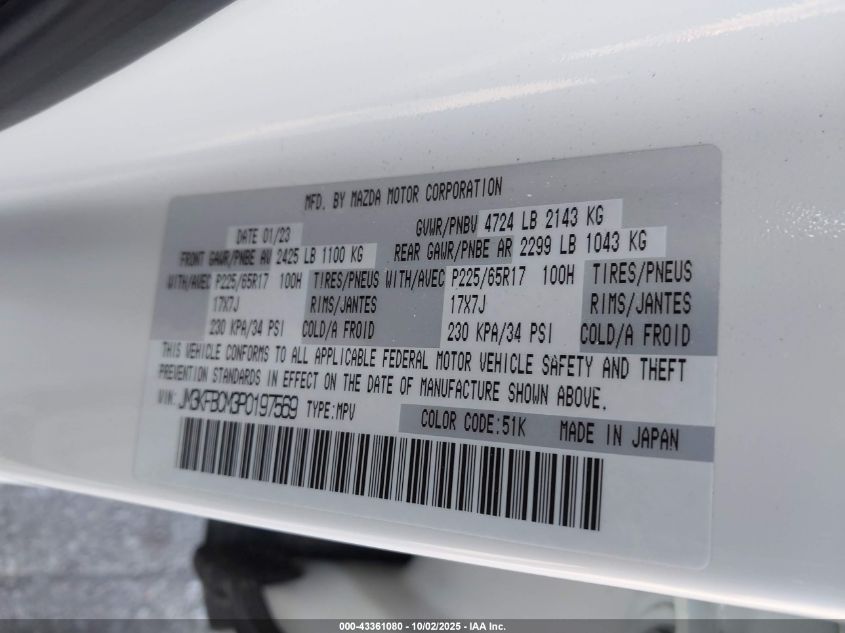 MFD. BY MAZDA MOTOR CORPORATION
DATE 01/23 GVWR/PNBV 4724 LB 2143 KG
FRONT GAWR/PNBE AV 2425 LB 1100 KG REAR GAWR/PNBE AR 2299 LB 1043 KG
WITH/AVEC P225/65R17 100H TIRES/PNEUS WITH/AVEC P225/65R17 100H TIRES/PNEUS
17X7J RIMS/JANTES 17X7J RIMS/JANTES
230 KPA/34 PSI COLD/A FROID 230 KPA/34 PSI COLD/A FROID
THIS VEHICLE CONFORMS TO ALL APPLICABLE FEDERAL MOTOR VEHICLE SAFETY AND THEFT
PREVENTION STANDARDS IN EFFECT ON THE DATE OF MANUFACTURE SHOWN ABOVE.
VIN: JM3KFBCM3P0197569 TYPE:MPV
COLOR CODE:51K MADE IN JAPAN
000-43361080 - 10/02/2025 - IAA Inc.